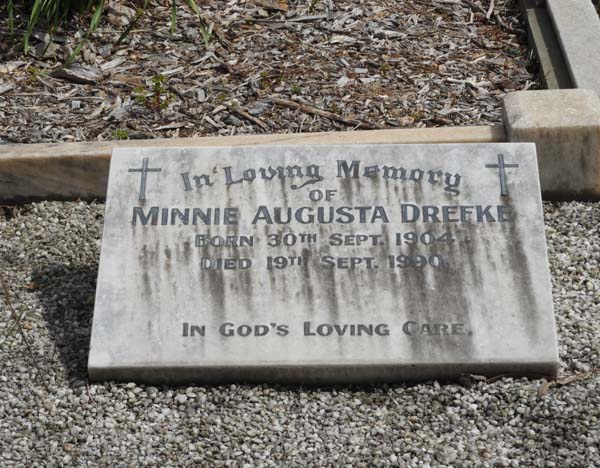 In Loving Memory
OF
MINNIE AUGUSTA DREFKE
BORN 30TH SEPT. 1904.
DIED 19TH SEPT. 1990.
IN GOD'S LOVING CARE.